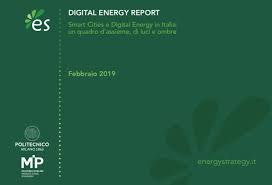 es
DIGITAL ENERGY REPORT
Smart Cities e Digital Energy in Italia:
un quadro d'assieme, di luci e ombre
Febbraio 2019
POLITECNICO
MILANO 1863
MIP
energystrategy.it